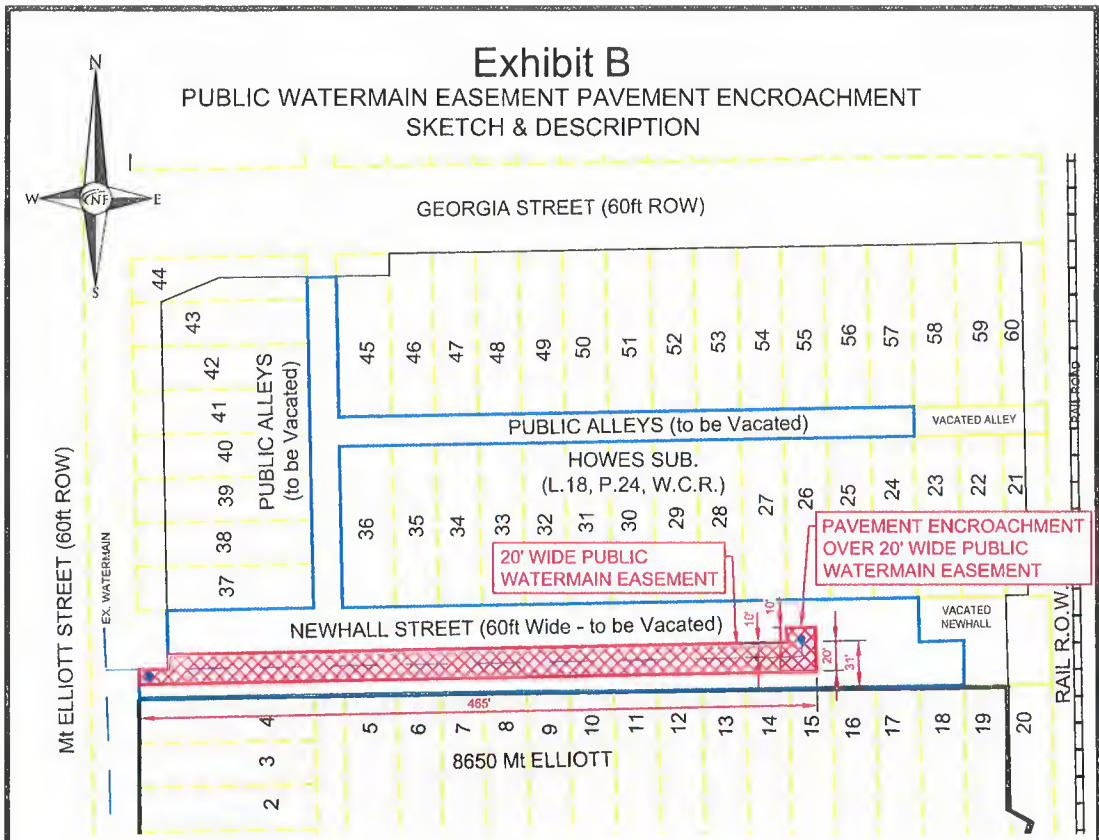 Exhibit B
PUBLIC WATERMAIN EASEMENT PAVEMENT ENCROACHMENT
SKETCH & DESCRIPTION
N
W
NF
E
S
GEORGIA STREET (60ft ROW)
44
43
42
41
40
39
38
37
PUBLIC ALLEYS
(to be Vacated)
45
46
47
48
49
50
51
52
53
54
55
56
57
58
59
60
PUBLIC ALLEYS (to be Vacated)
VACATED ALLEY
HOWES SUB.
(L.18, P.24, W.C.R.)
36
35
34
33
32
31
30
29
28
27
26
25
24
23
22
21
RAIL ROAD
RAIL R.O.W.
Mt ELLIOTT STREET (60ft ROW)
EX. WATERMAIN
20' WIDE PUBLIC
WATERMAIN EASEMENT
PAVEMENT ENCROACHMENT
OVER 20' WIDE PUBLIC
WATERMAIN EASEMENT
NEWHALL STREET (60ft Wide - to be Vacated)
10'
10'
20'
31'
VACATED
NEWHALL
465'
4
3
2
5
6
7
8
9
10
11
12
13
14
15
16
17
18
19
20
8650 Mt ELLIOTT